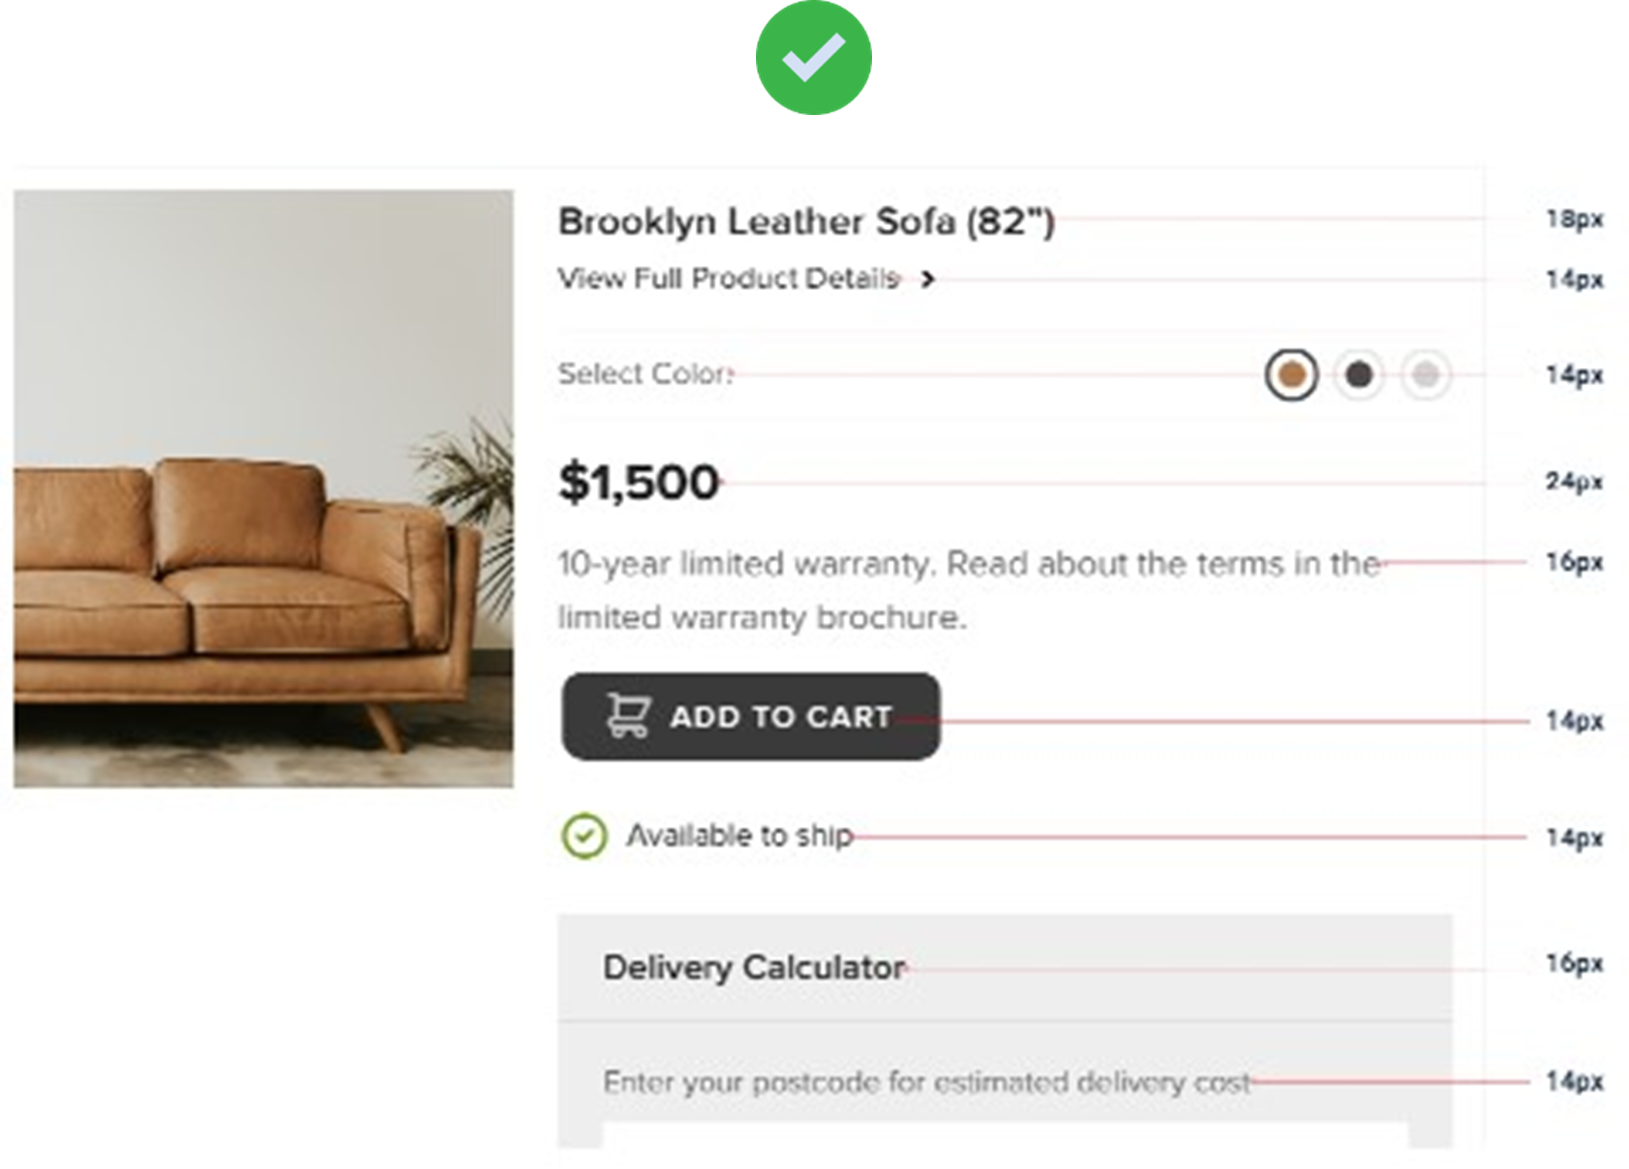 Brooklyn Leather Sofa (82") 18px
View Full Product Details > 14px
Select Color: 14px
$1,500 24px
10-year limited warranty. Read about the terms in the 16px
limited warranty brochure.
ADD TO CART 14px
Available to ship 14px
Delivery Calculator 16px
Enter your postcode for estimated delivery cost 14px